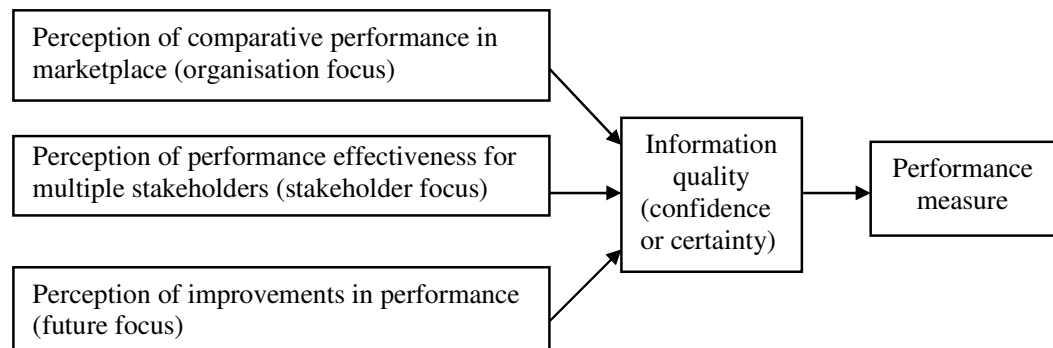 Perception of comparative performance in
marketplace (organisation focus)
Perception of performance effectiveness for
multiple stakeholders (stakeholder focus)
Perception of improvements in performance
(future focus)
Information
quality
(confidence
or certainty)
Performance
measure